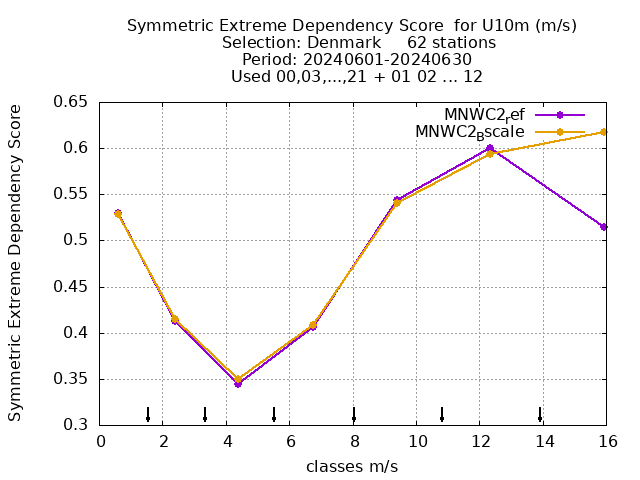 Symmetric Extreme Dependency Score  for U10m (m/s)
Selection: Denmark     62 stations
Period: 20240601-20240630
Used 00,03,...,21 + 01 02 ... 12
Symmetric Extreme Dependency Score
0.65
0.6
0.55
0.5
0.45
0.4
0.35
0.3
MNWC2ref
MNWC2Bscale
0 2 4 6 8 10 12 14 16
classes m/s